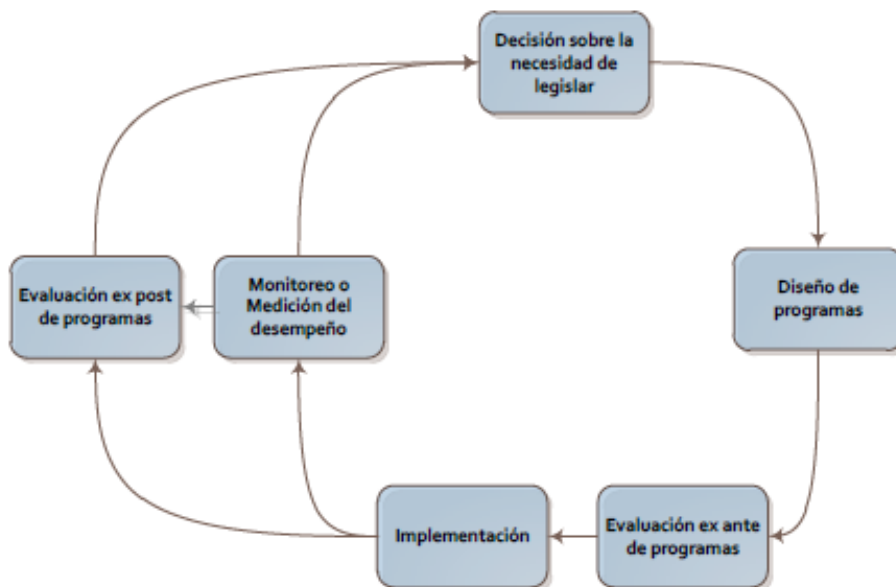 Decisión sobre la
necesidad de
legislar
Diseño de
programas
Evaluación ex ante
de programas
Implementación
Monitoreo o
Medición del
desempeño
Evaluación ex post
de programas